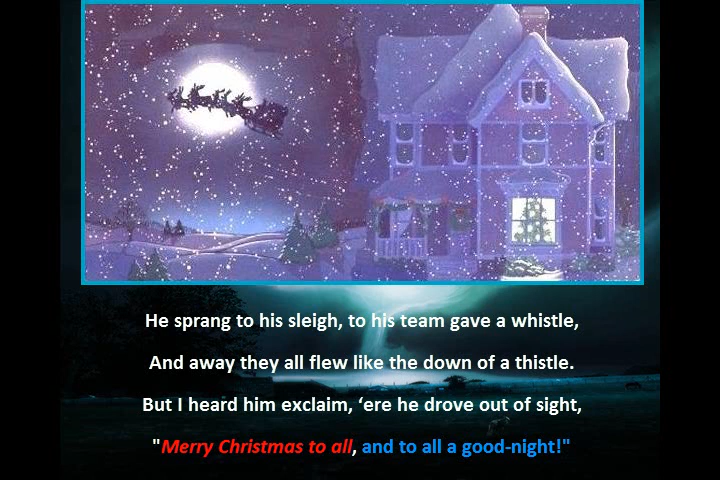 He sprang to his sleigh, to his team gave a whistle,
And away they all flew like the down of a thistle.
But I heard him exclaim, ‘ere he drove out of sight,
"Merry Christmas to all, and to all a good-night!"